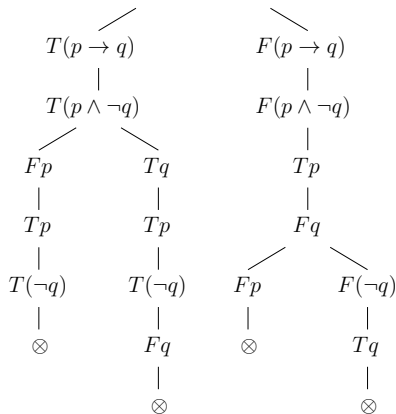 T(p → q) F(p → q)
T(p ∧ ¬q) F(p ∧ ¬q)
Fp Tq Tp
Tp Tp Fq
T(¬q) T(¬q) Fp F(¬q)
⊗ Fq ⊗ Tq
⊗ ⊗